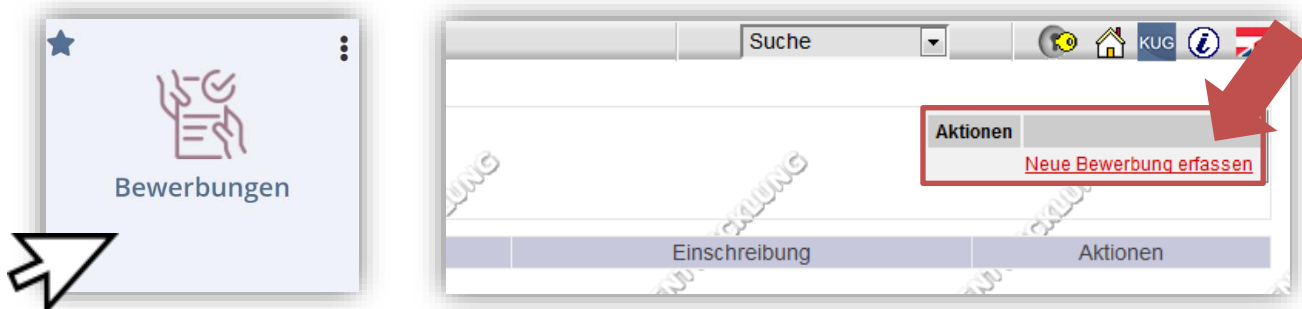 Bewerbungen
Suche
KUG
i
Aktionen
Neue Bewerbung erfassen
Einschreibung Aktionen